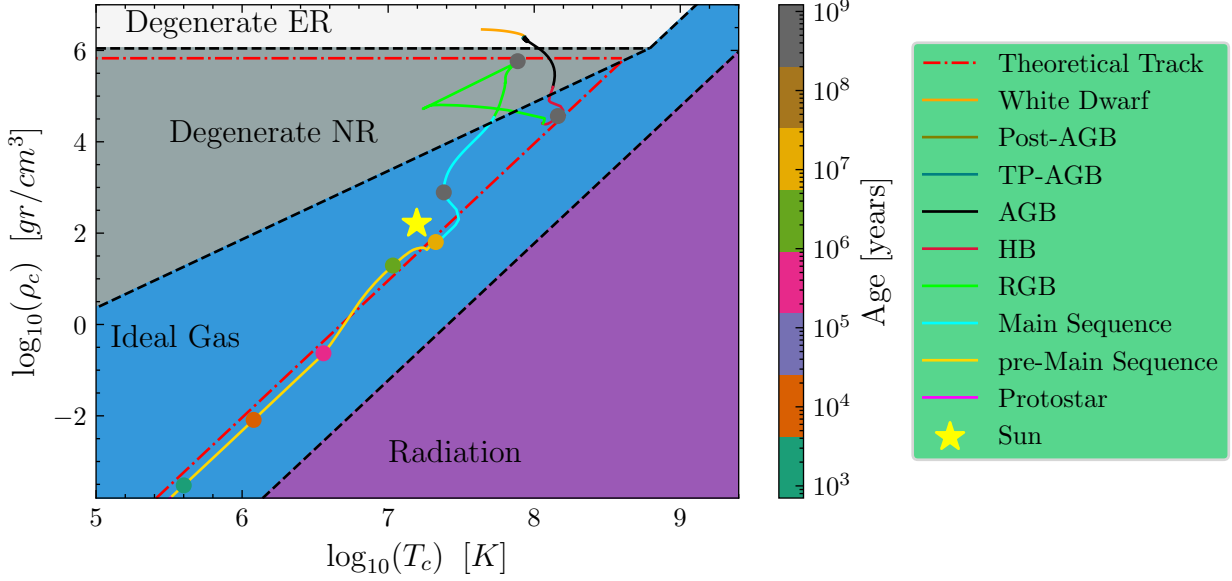 Degenerate ER
Degenerate NR
Ideal Gas
Radiation
6
4
2
0
−2
log₁₀(ρ_c) [gr/cm³]
5
6
7
8
9
log₁₀(T_c) [K]
10⁹
10⁸
10⁷
10⁶
10⁵
10⁴
10³
Age [years]
Theoretical Track
White Dwarf
Post-AGB
TP-AGB
AGB
HB
RGB
Main Sequence
pre-Main Sequence
Protostar
Sun